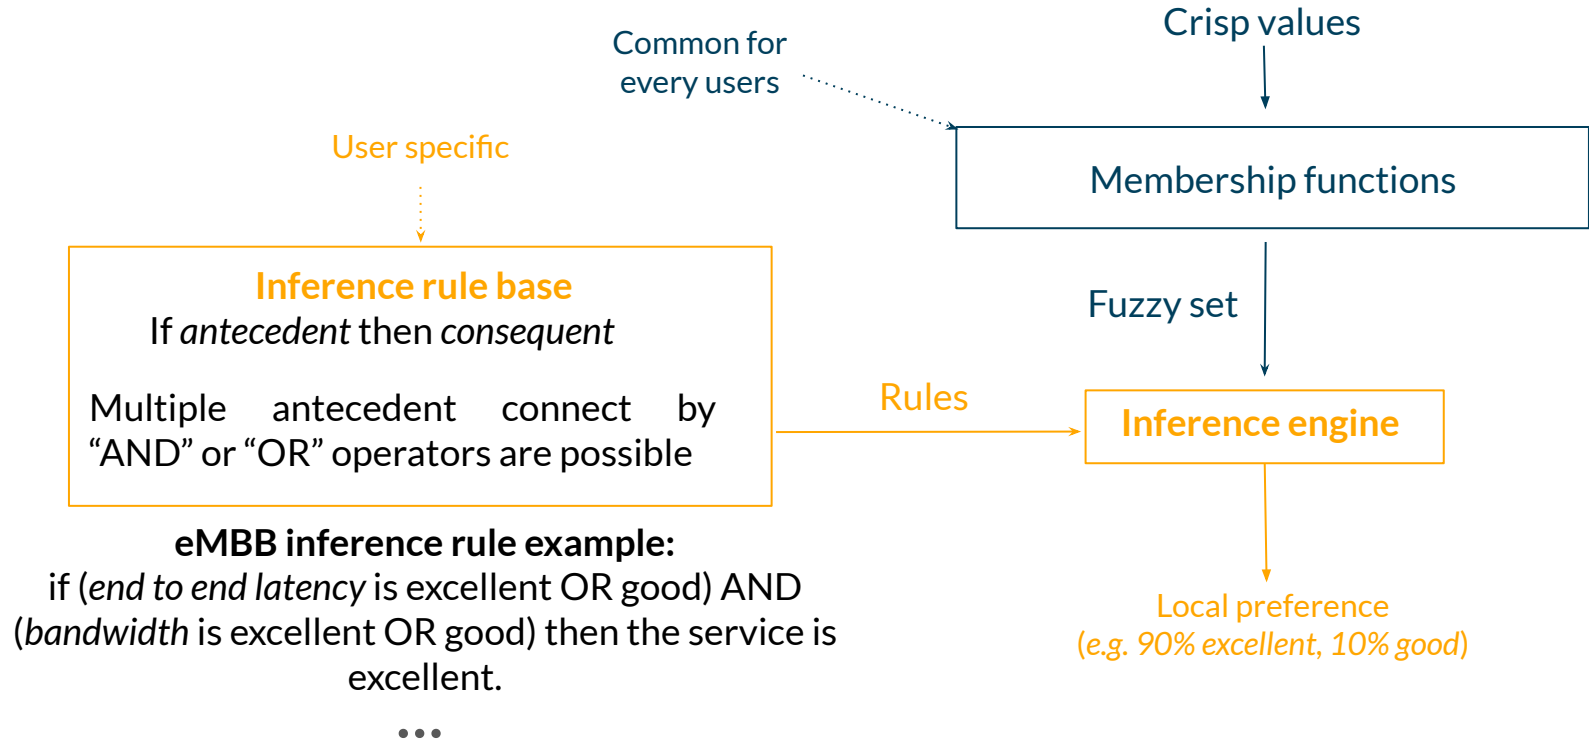 Crisp values
Common for
every users
Membership functions
User specific
Fuzzy set
Inference rule base
If antecedent then consequent
Multiple antecedent connect by
“AND” or “OR” operators are possible
Rules
Inference engine
eMBB inference rule example:
if (end to end latency is excellent OR good) AND
(bandwidth is excellent OR good) then the service is
excellent.
...
Local preference
(e.g. 90% excellent, 10% good)